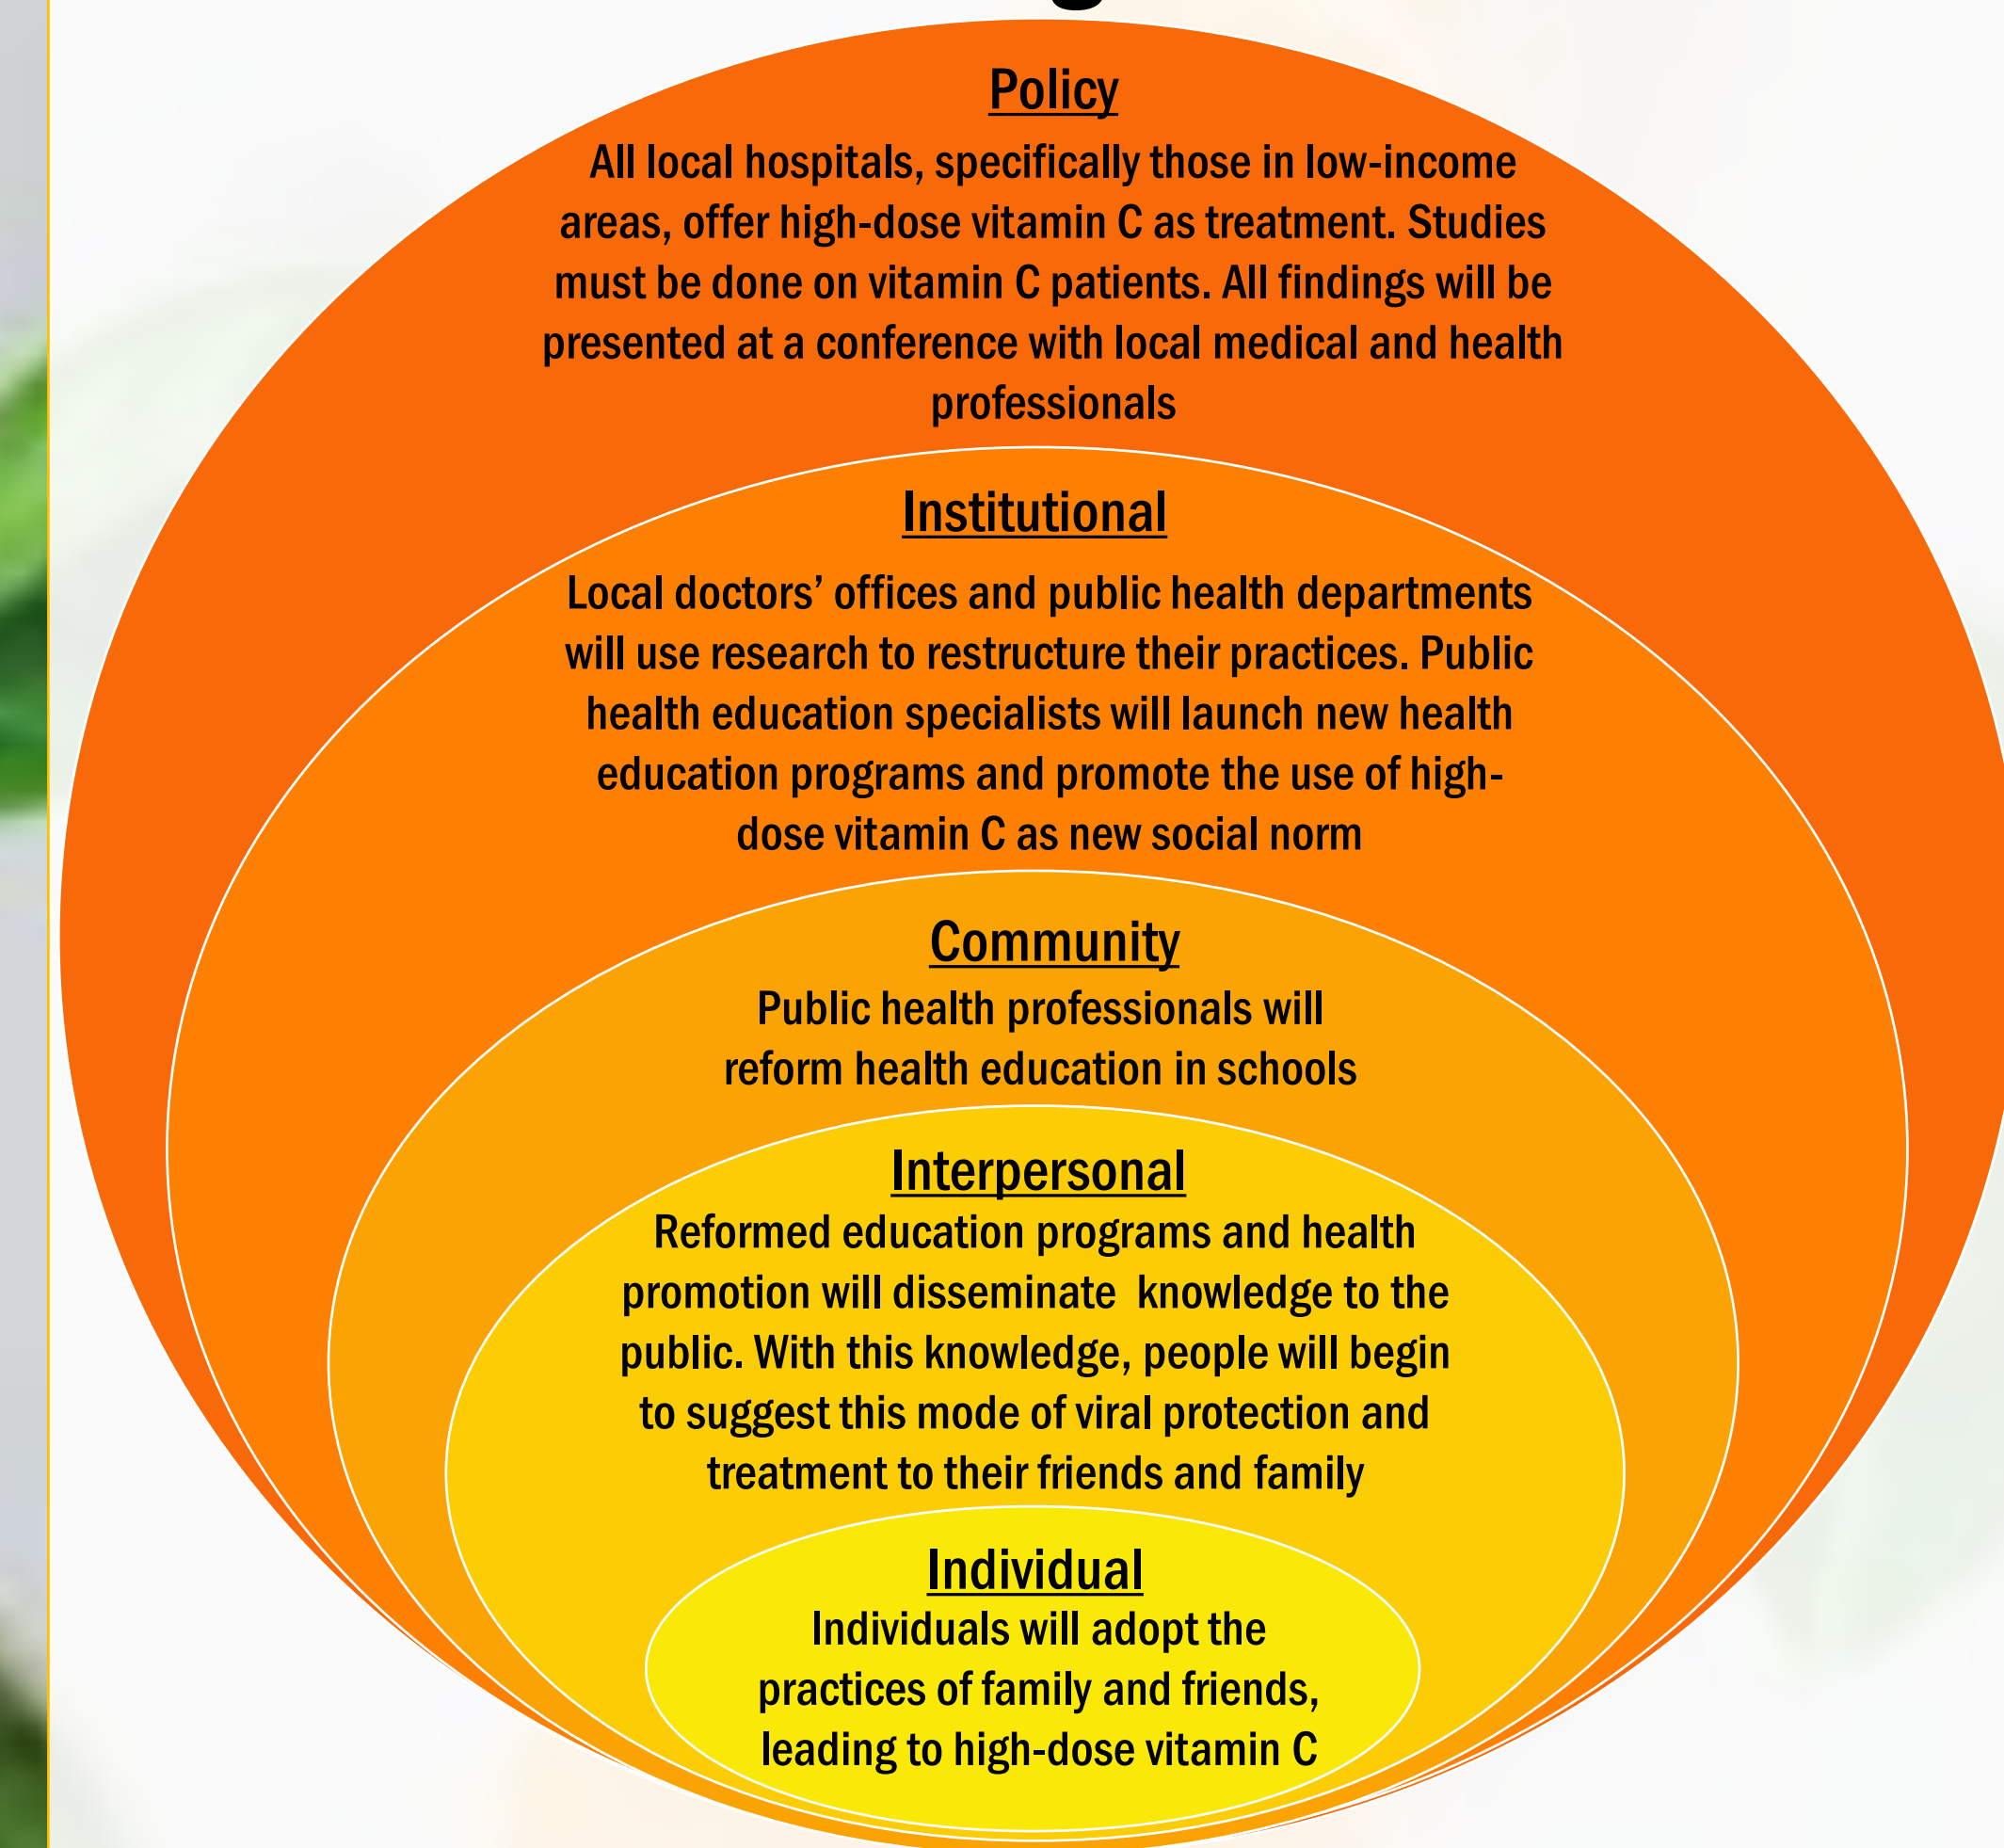 Policy
All local hospitals, specifically those in low-income
areas, offer high-dose vitamin C as treatment. Studies
must be done on vitamin C patients. All findings will be
presented at a conference with local medical and health
professionals
Institutional
Local doctors’ offices and public health departments
will use research to restructure their practices. Public
health education specialists will launch new health
education programs and promote the use of high-
dose vitamin C as new social norm
Community
Public health professionals will
reform health education in schools
Interpersonal
Reformed education programs and health
promotion will disseminate  knowledge to the
public. With this knowledge, people will begin
to suggest this mode of viral protection and
treatment to their friends and family
Individual
Individuals will adopt the
practices of family and friends,
leading to high-dose vitamin C